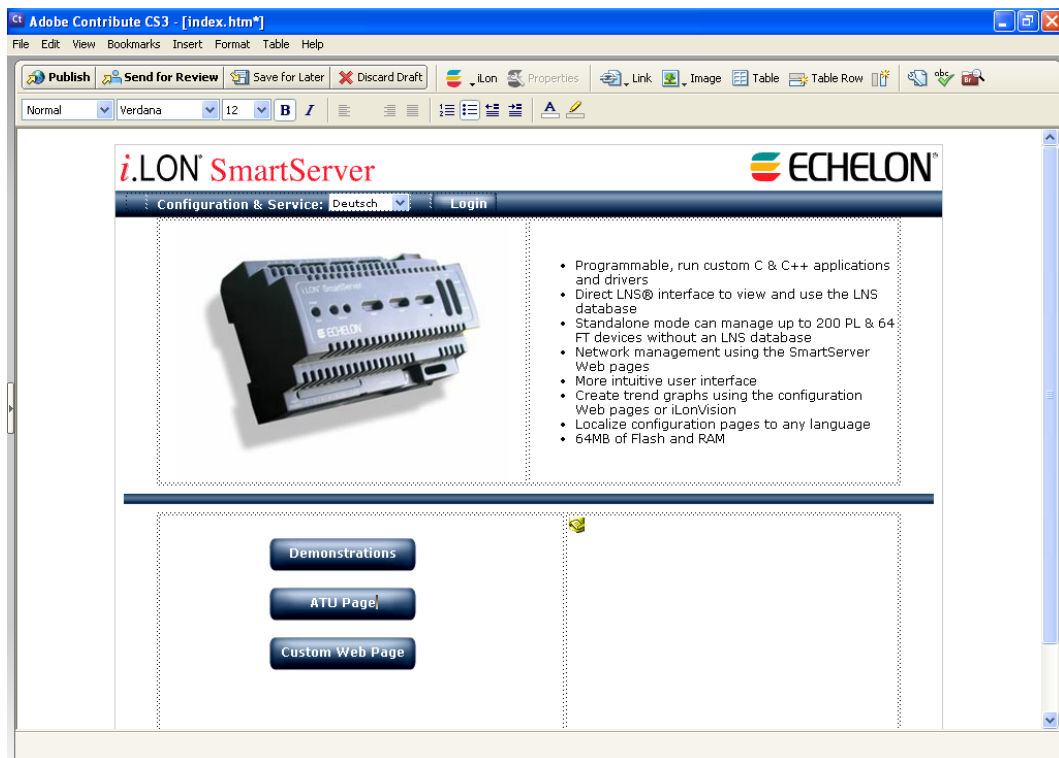 Adobe Contribute CS3 - [index.htm*]
File Edit View Bookmarks Insert Format Table Help
Publish Send for Review Save for Later Discard Draft iLon Properties Link Image Table Table Row
Normal Verdana 12 B I
i.LON® SmartServer ECHELON®
Configuration & Service: Deutsch Login
i.LON SmartServer
ECHELON
• Programmable, run custom C & C++ applications
and drivers
• Direct LNS® interface to view and use the LNS
database
• Standalone mode can manage up to 200 PL & 64
FT devices without an LNS database
• Network management using the SmartServer
Web pages
• More intuitive user interface
• Create trend graphs using the configuration
Web pages or iLonVision
• Localize configuration pages to any language
• 64MB of Flash and RAM
Demonstrations
ATU Page
Custom Web Page